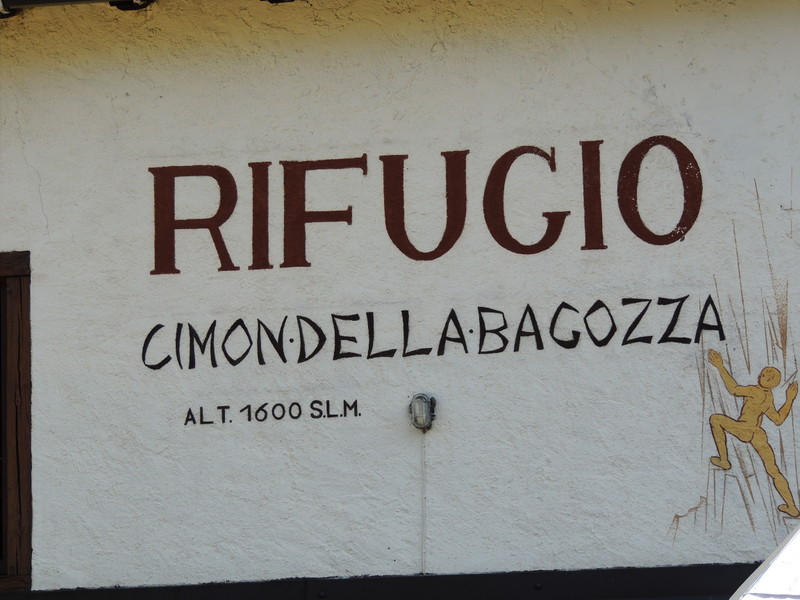 RIFUGIO
CIMON·DELLA·BAGOZZA
ALT. 1600 S.L.M.